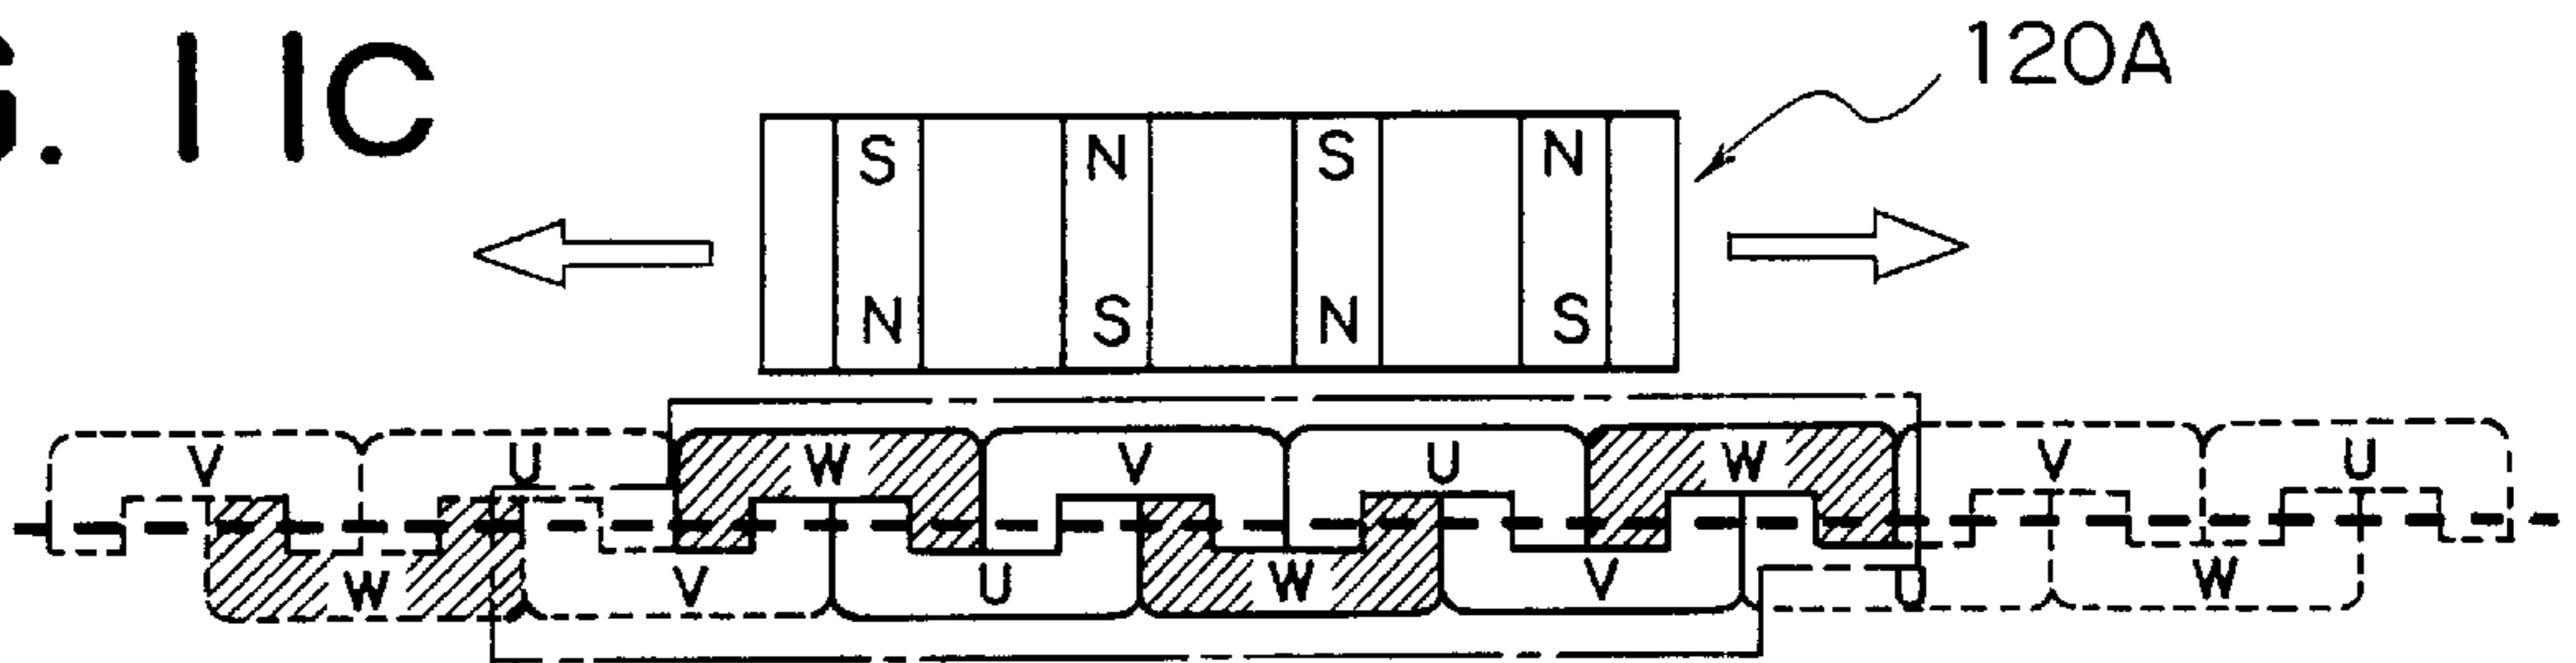 G. 11C
120A
S N S N
N S N S
V U W V U W V U
W V U W V U W